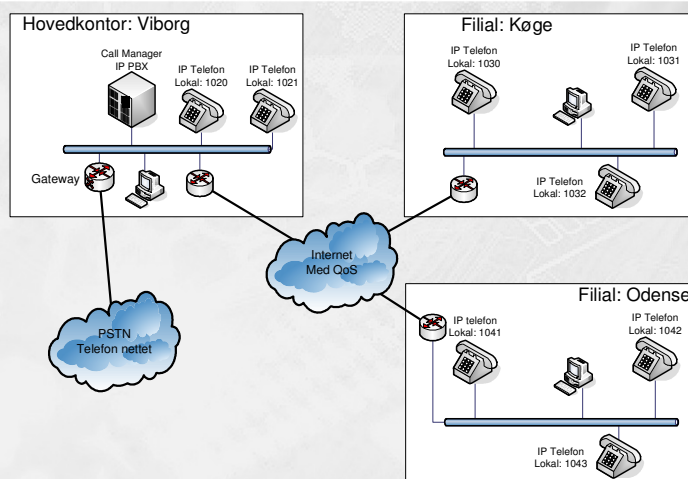 Hovedkontor: Viborg
Call Manager
IP PBX
IP Telefon
Lokal: 1020
IP Telefon
Lokal: 1021
Gateway
PSTN
Telefon nettet
Internet
Med QoS
Filial: Køge
IP Telefon
Lokal: 1030
IP Telefon
Lokal: 1031
IP Telefon
Lokal: 1032
Filial: Odense
IP telefon
Lokal: 1041
IP Telefon
Lokal: 1042
IP Telefon
Lokal: 1043